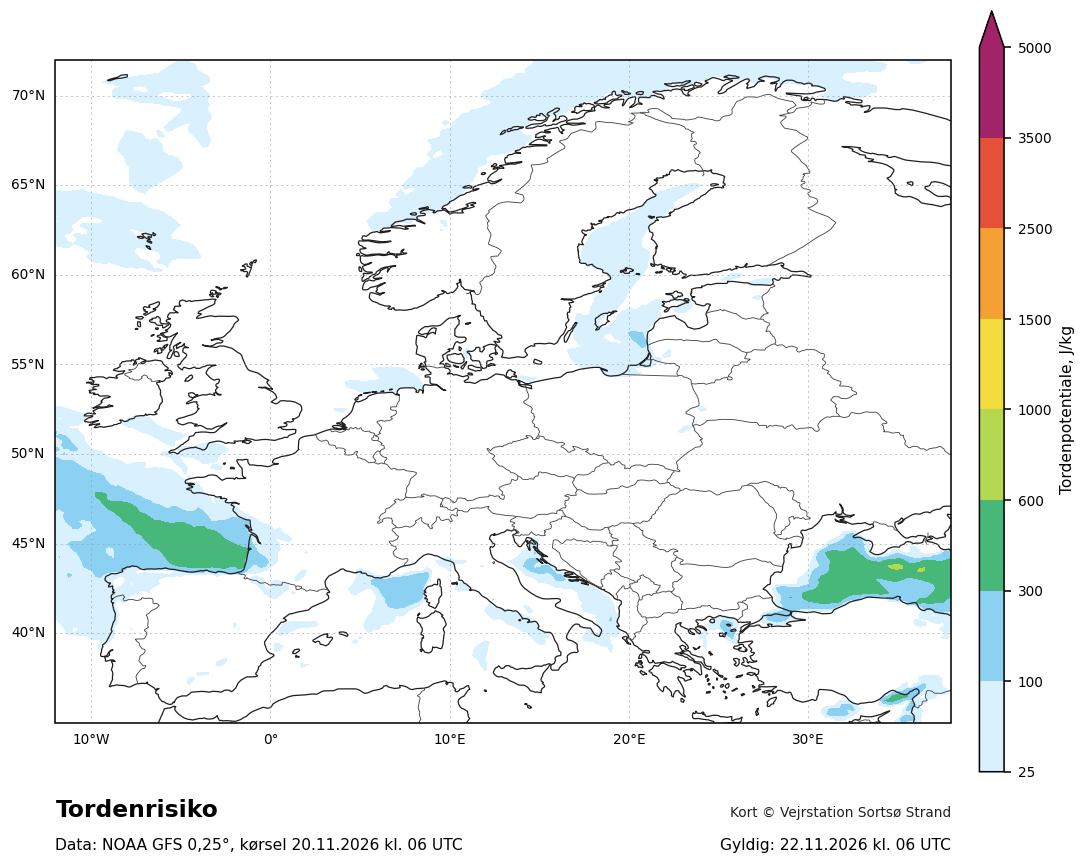 5000
3500
2500
1500
1000
600
300
100
25
Tordenpotentiale, J/kg
70°N
65°N
60°N
55°N
50°N
45°N
40°N
10°W
0°
10°E
20°E
30°E
Tordenrisiko
Kort © Vejrstation Sortsø Strand
Data: NOAA GFS 0,25°, kørsel 20.11.2026 kl. 06 UTC
Gyldig: 22.11.2026 kl. 06 UTC